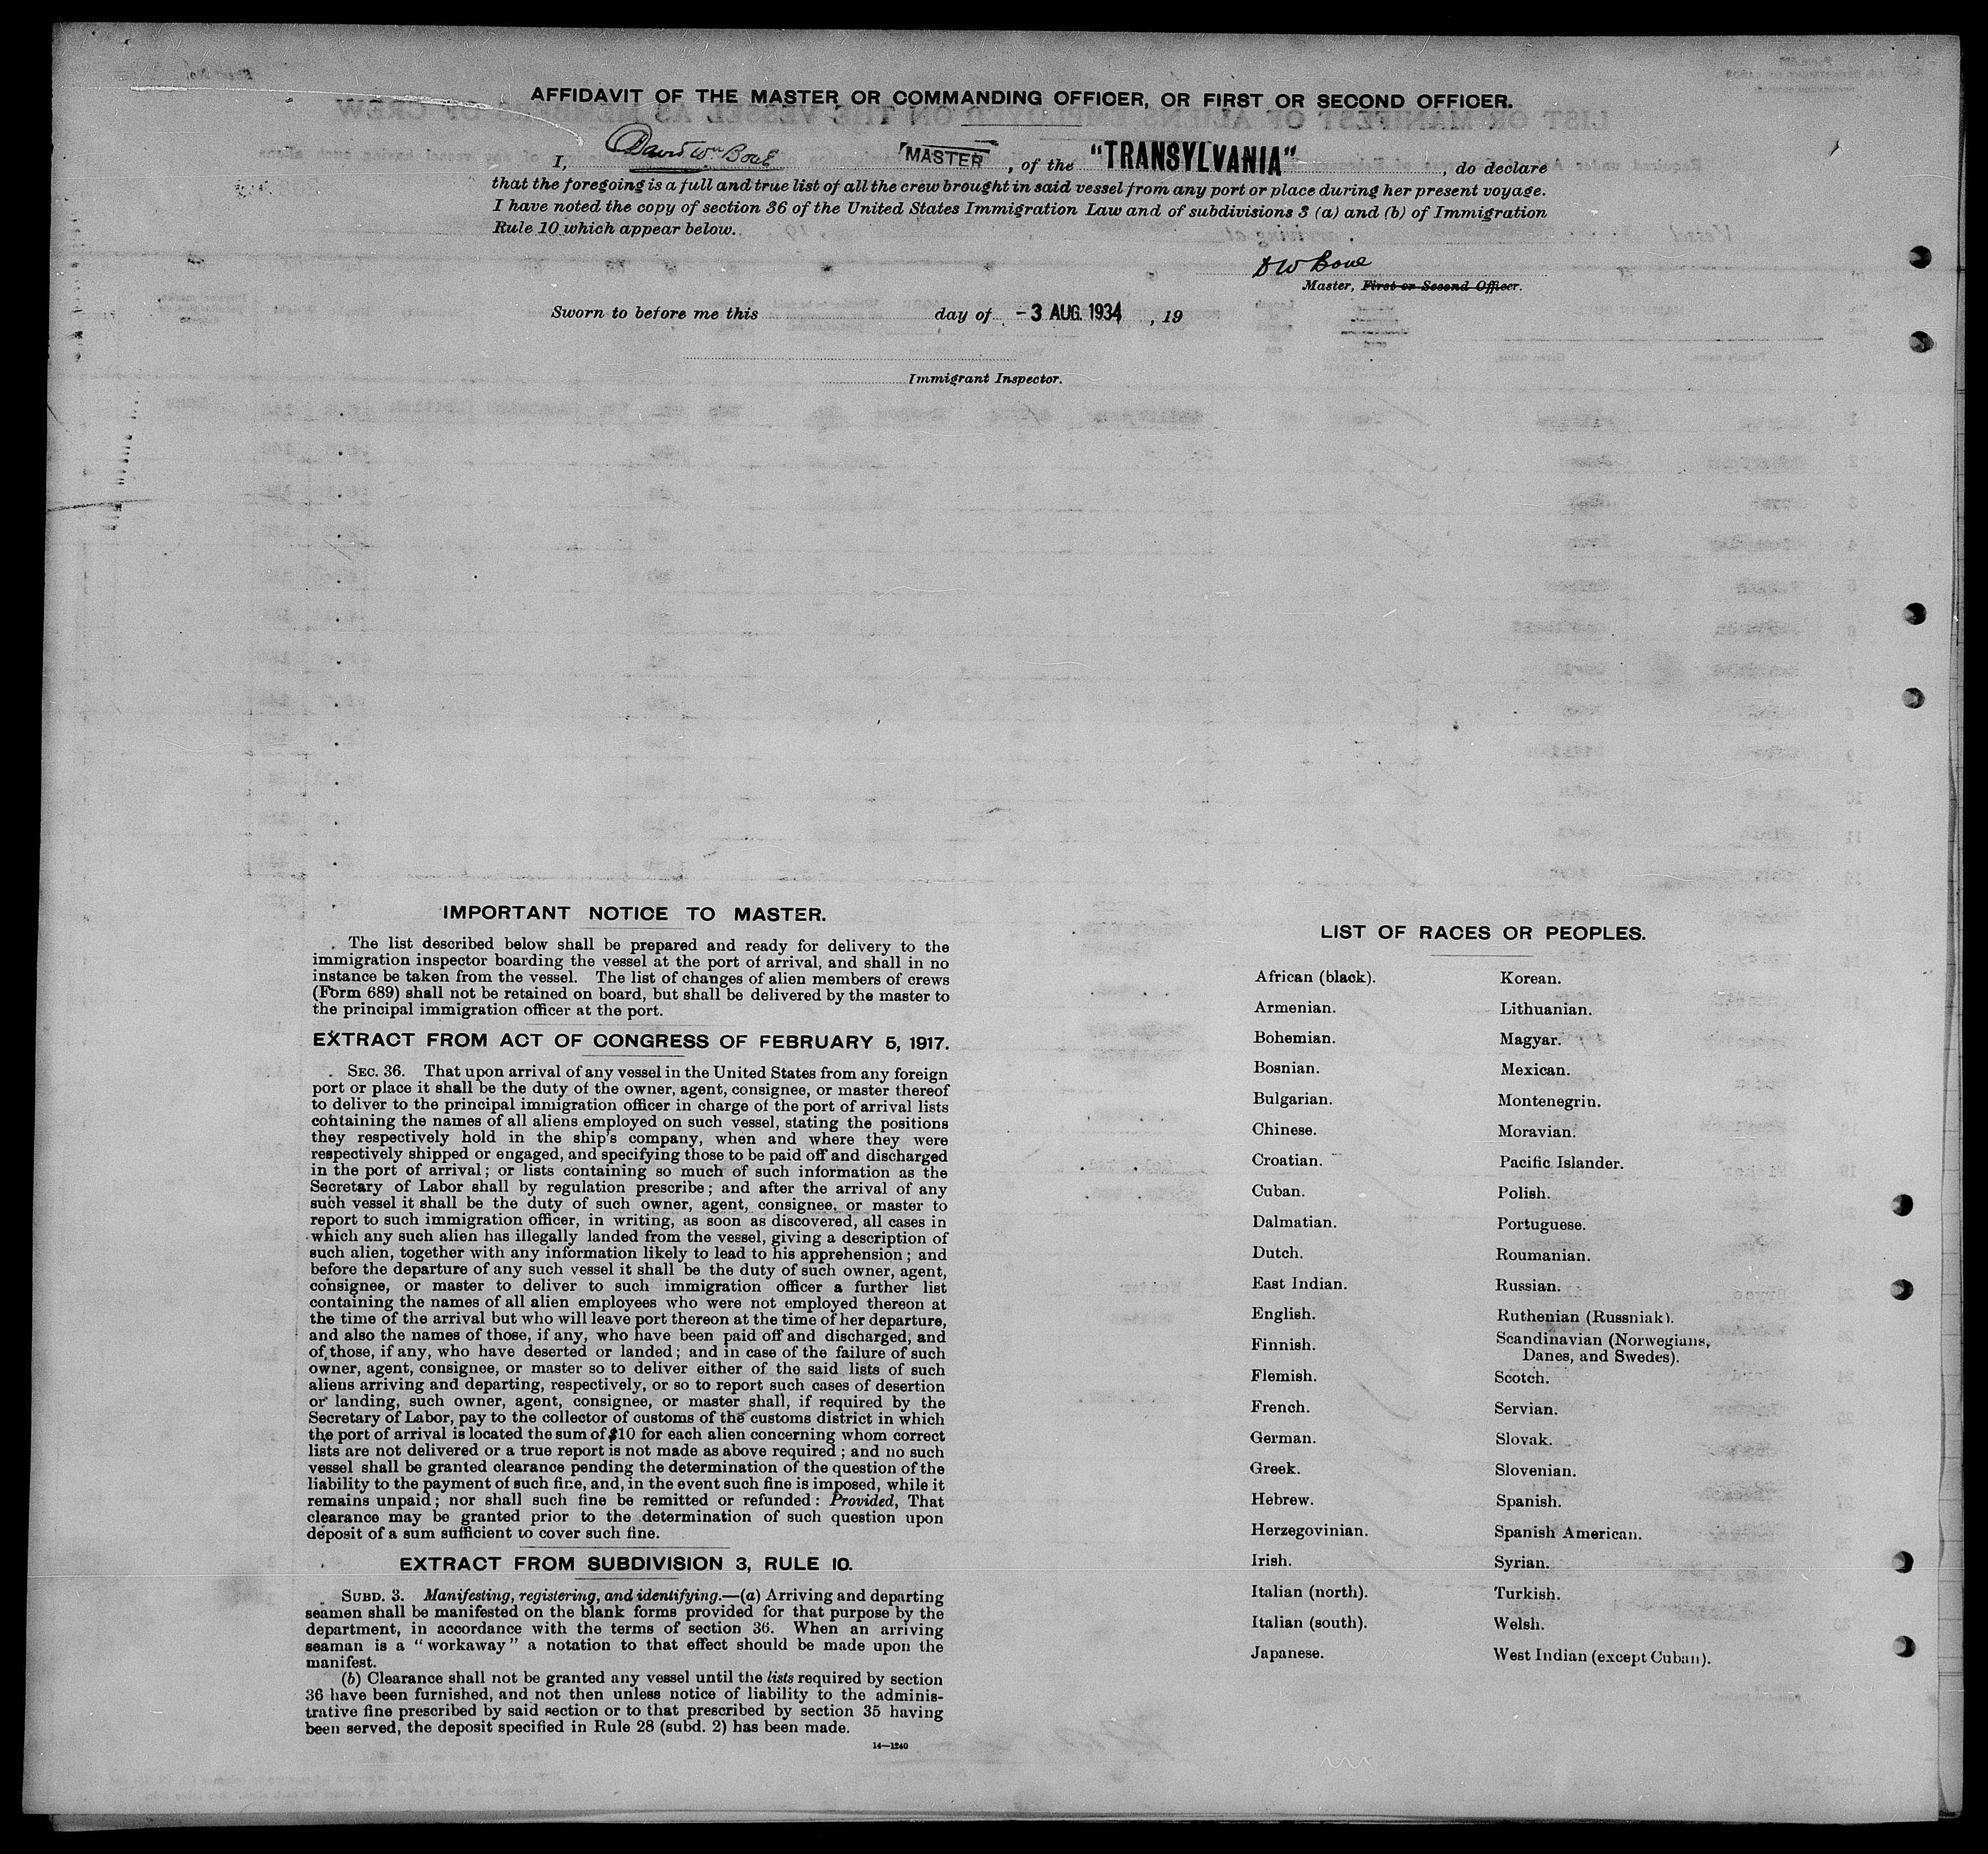 AFFIDAVIT OF THE MASTER OR COMMANDING OFFICER, OR FIRST OR SECOND OFFICER.
I, David Wm Bone MASTER, of the "TRANSYLVANIA", do declare
that the foregoing is a full and true list of all the crew brought in said vessel from any port or place during her present voyage.
I have noted the copy of section 36 of the United States Immigration Law and of subdivisions 3 (a) and (b) of Immigration
Rule 10 which appear below.
D W Bone
Master, First or Second Officer.
Sworn to before me this day of - 3 AUG. 1934, 19
Immigrant Inspector.
IMPORTANT NOTICE TO MASTER.
The list described below shall be prepared and ready for delivery to the
immigration inspector boarding the vessel at the port of arrival, and shall in no
instance be taken from the vessel. The list of changes of alien members of crews
(Form 689) shall not be retained on board, but shall be delivered by the master to
the principal immigration officer at the port.
EXTRACT FROM ACT OF CONGRESS OF FEBRUARY 5, 1917.
SEC. 36. That upon arrival of any vessel in the United States from any foreign
port or place it shall be the duty of the owner, agent, consignee, or master thereof
to deliver to the principal immigration officer in charge of the port of arrival lists
containing the names of all aliens employed on such vessel, stating the positions
they respectively hold in the ship's company, when and where they were
respectively shipped or engaged, and specifying those to be paid off and discharged
in the port of arrival; or lists containing so much of such information as the
Secretary of Labor shall by regulation prescribe; and after the arrival of any
such vessel it shall be the duty of such owner, agent, consignee, or master to
report to such immigration officer, in writing, as soon as discovered, all cases in
which any such alien has illegally landed from the vessel, giving a description of
such alien, together with any information likely to lead to his apprehension; and
before the departure of any such vessel it shall be the duty of such owner, agent,
consignee, or master to deliver to such immigration officer a further list
containing the names of all alien employees who were not employed thereon at
the time of the arrival but who will leave port thereon at the time of her departure,
and also the names of those, if any, who have been paid off and discharged, and
of those, if any, who have deserted or landed; and in case of the failure of such
owner, agent, consignee, or master so to deliver either of the said lists of such
aliens arriving and departing, respectively, or so to report such cases of desertion
or landing, such owner, agent, consignee, or master shall, if required by the
Secretary of Labor, pay to the collector of customs of the customs district in which
the port of arrival is located the sum of $10 for each alien concerning whom correct
lists are not delivered or a true report is not made as above required; and no such
vessel shall be granted clearance pending the determination of the question of the
liability to the payment of such fine, and, in the event such fine is imposed, while it
remains unpaid; nor shall such fine be remitted or refunded: Provided, That
clearance may be granted prior to the determination of such question upon
deposit of a sum sufficient to cover such fine.
EXTRACT FROM SUBDIVISION 3, RULE 10.
SUBD. 3. Manifesting, registering, and identifying.—(a) Arriving and departing
seamen shall be manifested on the blank forms provided for that purpose by the
department, in accordance with the terms of section 36. When an arriving
seaman is a "workaway" a notation to that effect should be made upon the
manifest.
(b) Clearance shall not be granted any vessel until the lists required by section
36 have been furnished, and not then unless notice of liability to the adminis-
trative fine prescribed by said section or to that prescribed by section 35 having
been served, the deposit specified in Rule 28 (subd. 2) has been made.
14—1240
LIST OF RACES OR PEOPLES.
African (black).
Armenian.
Bohemian.
Bosnian.
Bulgarian.
Chinese.
Croatian.
Cuban.
Dalmatian.
Dutch.
East Indian.
English.
Finnish.
Flemish.
French.
German.
Greek.
Hebrew.
Herzegovinian.
Irish.
Italian (north).
Italian (south).
Japanese.
Korean.
Lithuanian.
Magyar.
Mexican.
Montenegrin.
Moravian.
Pacific Islander.
Polish.
Portuguese.
Roumanian.
Russian.
Ruthenian (Russniak).
Scandinavian (Norwegians,
Danes, and Swedes).
Scotch.
Servian.
Slovak.
Slovenian.
Spanish.
Spanish American.
Syrian.
Turkish.
Welsh.
West Indian (except Cuban).